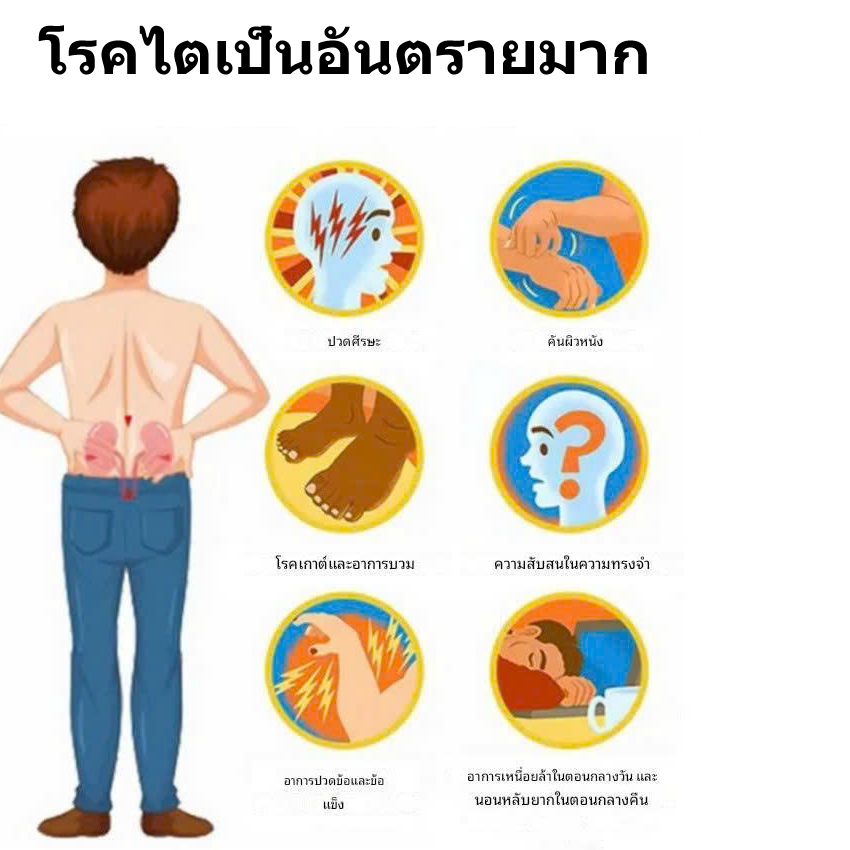 โรคไตเป็นอันตรายมาก
ปวดศีรษะ
คันผิวหนัง
โรคเกาต์และอาการบวม
ความสับสนในความทรงจำ
อาการปวดข้อและข้อ
แข็ง
อาการเหนื่อยล้าในตอนกลางวัน และ
นอนหลับยากในตอนกลางคืน